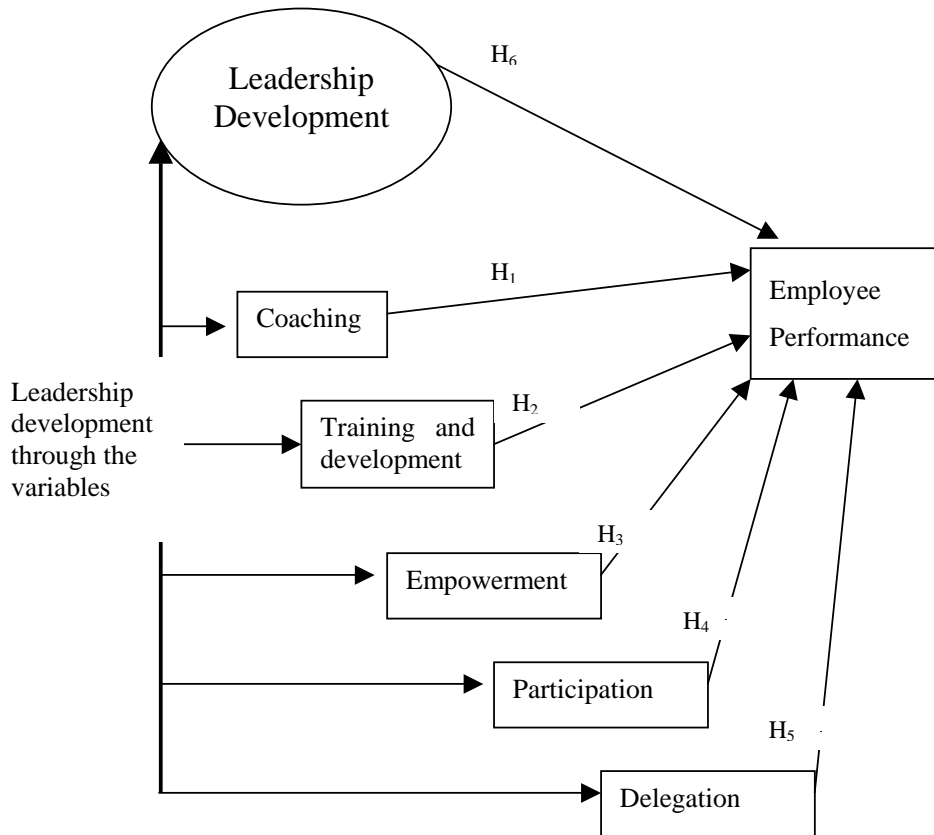 H₆
Leadership
Development
H₁
Coaching
Employee
Performance
Leadership
development
through the
variables
H₂
Training and
development
H₃
Empowerment
H₄
Participation
H₅
Delegation